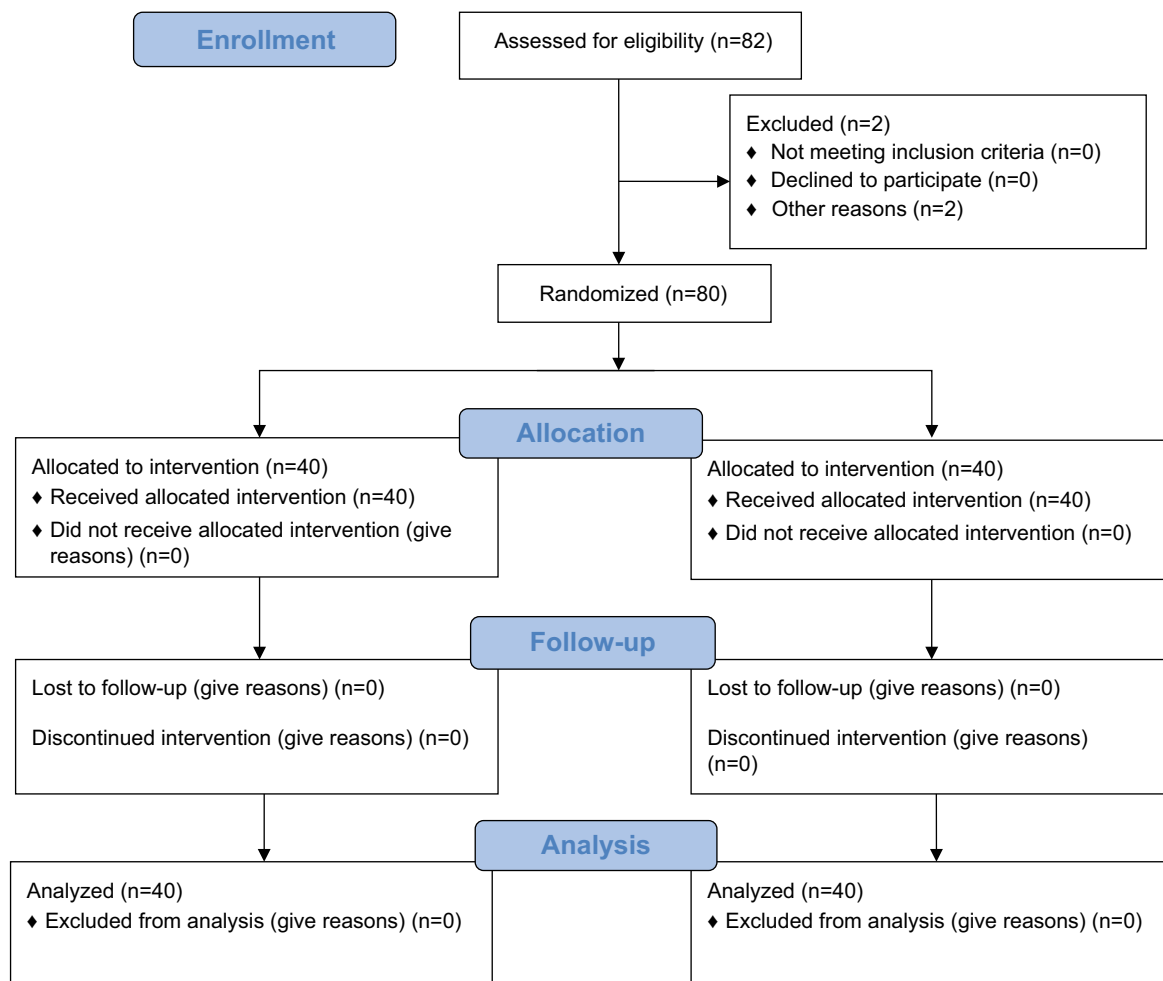 Enrollment
Assessed for eligibility (n=82)
Excluded (n=2)
♦ Not meeting inclusion criteria (n=0)
♦ Declined to participate (n=0)
♦ Other reasons (n=2)
Randomized (n=80)
Allocation
Allocated to intervention (n=40)
♦ Received allocated intervention (n=40)
♦ Did not receive allocated intervention (give
reasons) (n=0)
Allocated to intervention (n=40)
♦ Received allocated intervention (n=40)
♦ Did not receive allocated intervention (n=0)
Follow-up
Lost to follow-up (give reasons) (n=0)
Discontinued intervention (give reasons) (n=0)
Lost to follow-up (give reasons) (n=0)
Discontinued intervention (give reasons)
(n=0)
Analysis
Analyzed (n=40)
♦ Excluded from analysis (give reasons) (n=0)
Analyzed (n=40)
♦ Excluded from analysis (give reasons) (n=0)